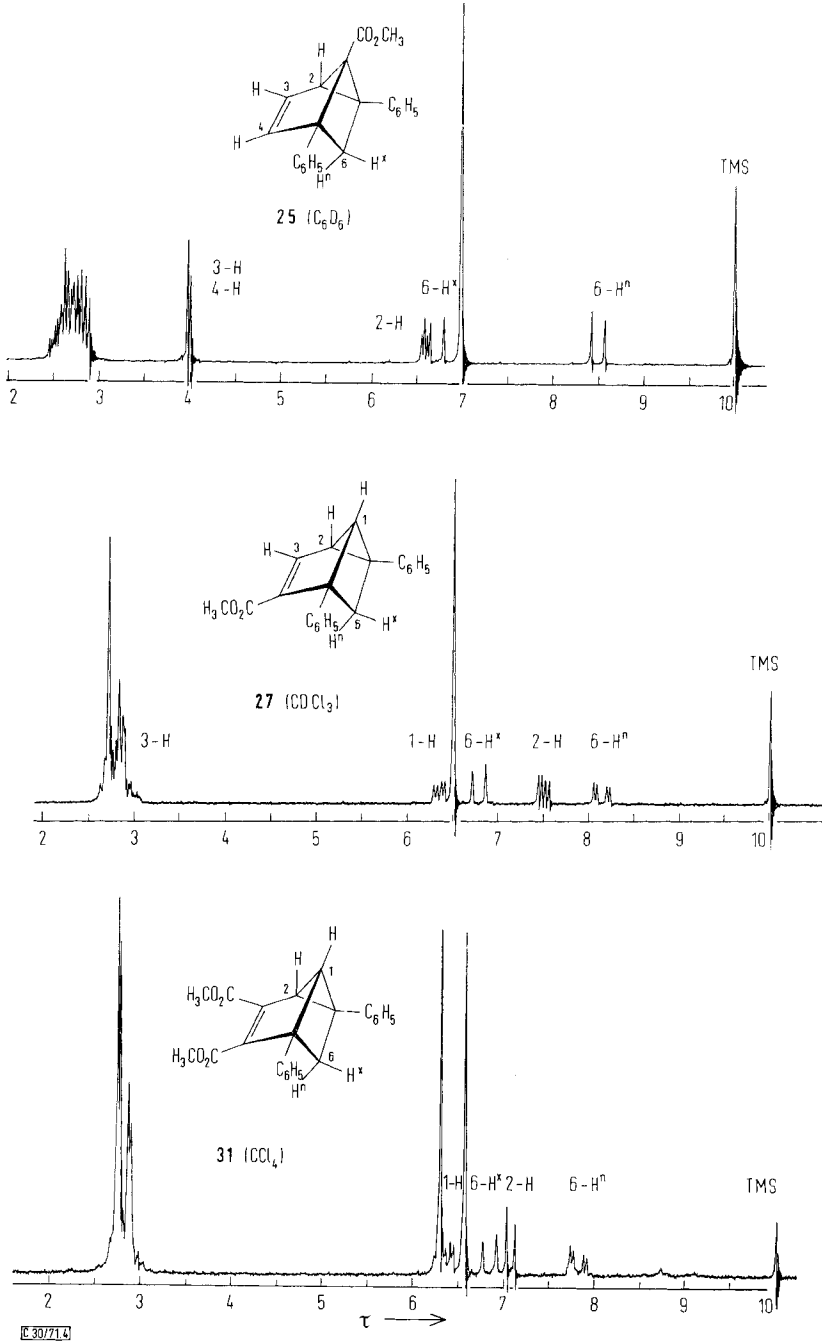 CO₂CH₃
H
2
H
3
C₆H₅
H
4
C₆H₅
6
Hˣ
Hⁿ
25 (C₆D₆)
TMS
3-H
4-H
2-H
6-Hˣ
6-Hⁿ
2 3 4 5 6 7 8 9 10
H
H
1
2
H
3
C₆H₅
H₃CO₂C
C₆H₅
6
Hˣ
Hⁿ
27 (CDCl₃)
TMS
3-H
1-H
6-Hˣ
2-H
6-Hⁿ
2 3 4 5 6 7 8 9 10
H
H
1
2
H₃CO₂C
C₆H₅
H₃CO₂C
C₆H₅
6
Hˣ
Hⁿ
31 (CCl₄)
1-H
6-Hˣ
2-H
6-Hⁿ
TMS
2 3 4 5 6 7 8 9 10
τ →
C 30/71.4